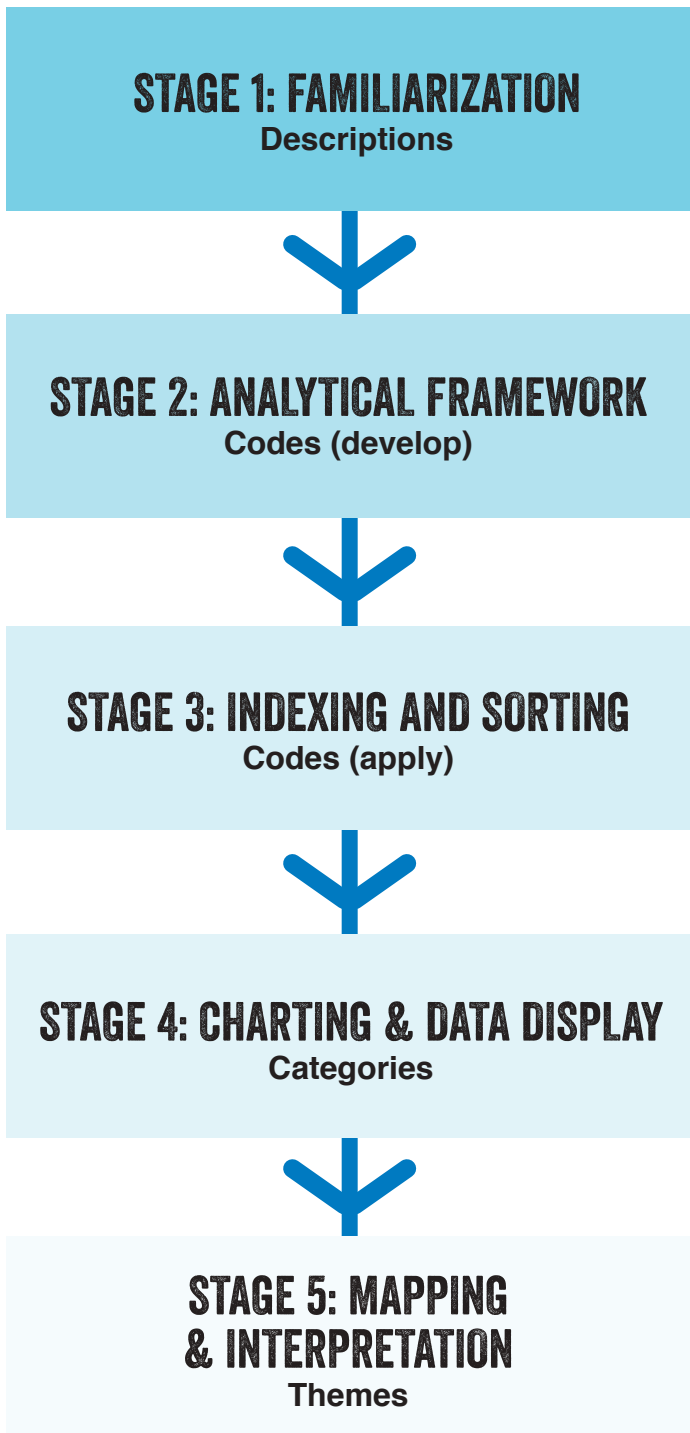 STAGE 1: FAMILIARIZATION
Descriptions
STAGE 2: ANALYTICAL FRAMEWORK
Codes (develop)
STAGE 3: INDEXING AND SORTING
Codes (apply)
STAGE 4: CHARTING & DATA DISPLAY
Categories
STAGE 5: MAPPING
& INTERPRETATION
Themes